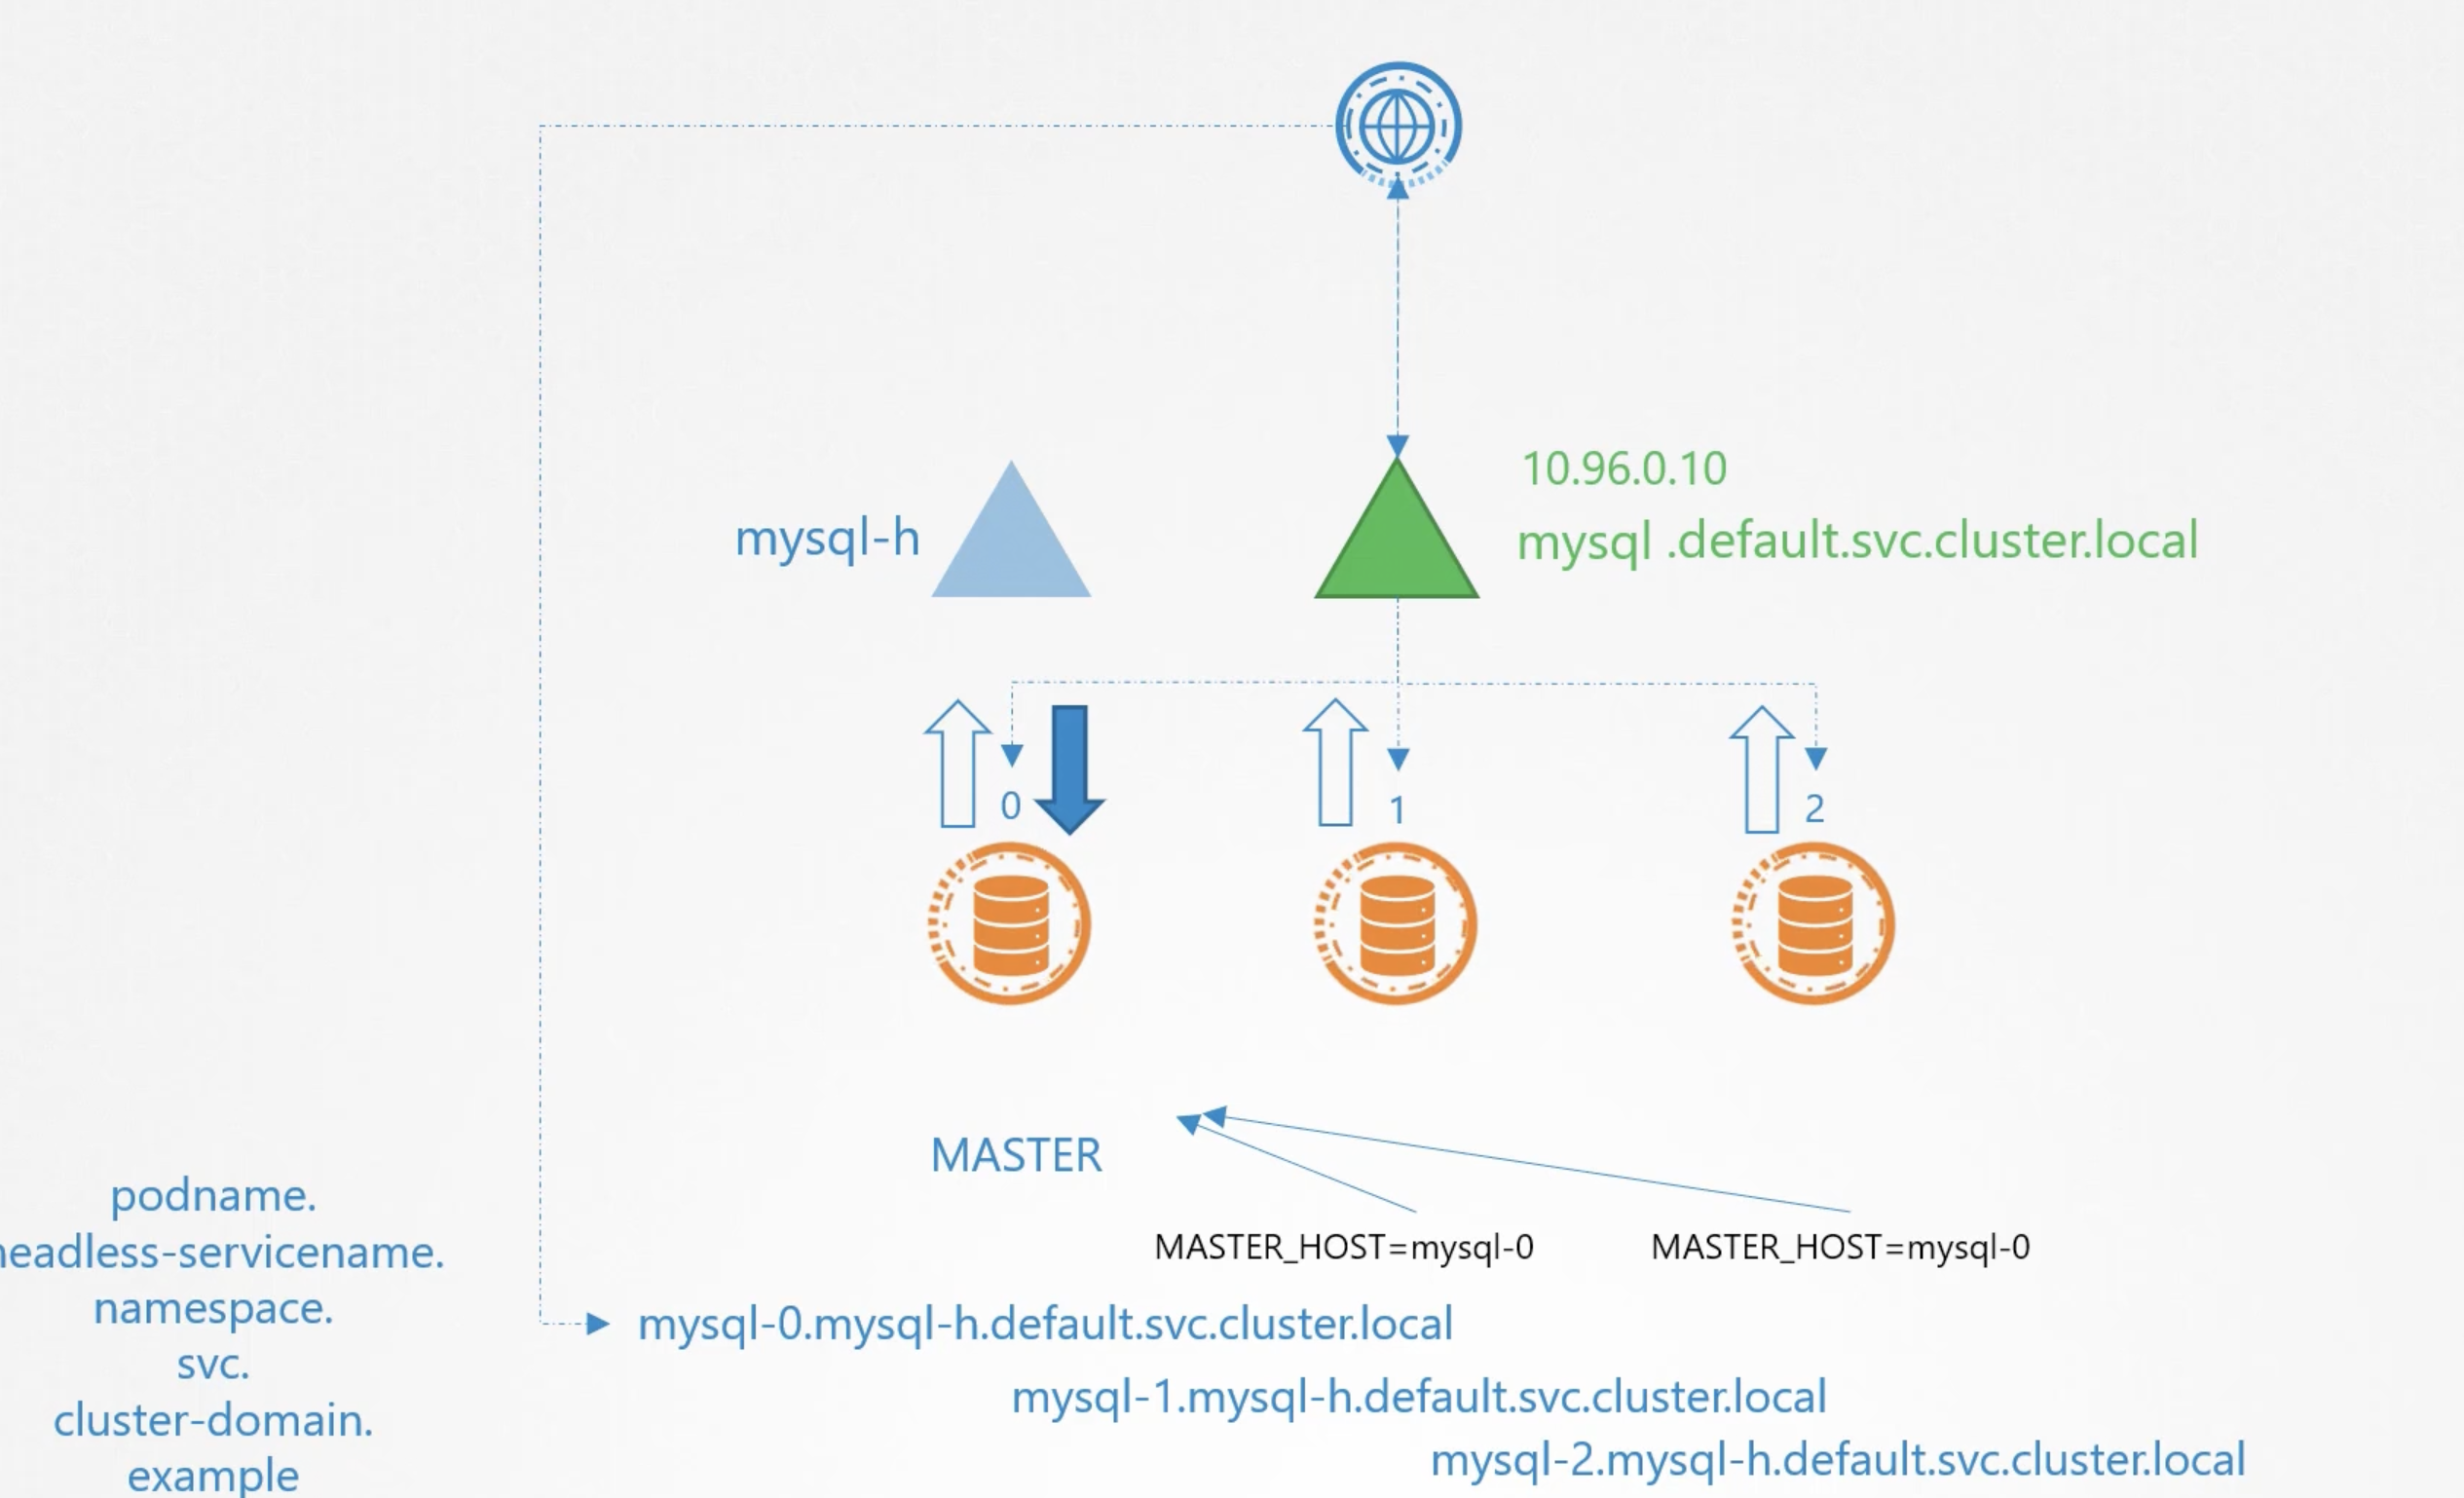 10.96.0.10
mysql-h
mysql .default.svc.cluster.local
0
1
2
MASTER
podname.
MASTER_HOST=mysql-0
MASTER_HOST=mysql-0
eadless-servicename.
namespace.
mysql-0.mysql-h.default.svc.cluster.local
svc.
mysql-1.mysql-h.default.svc.cluster.local
cluster-domain.
mysql-2.mysql-h.default.svc.cluster.local
example